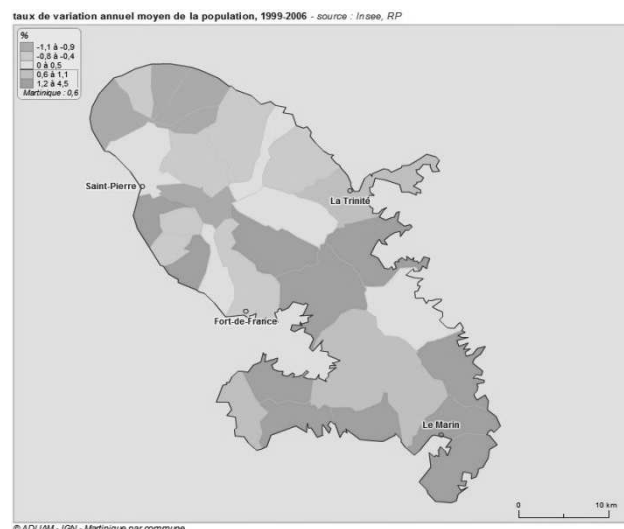 taux de variation annuel moyen de la population, 1999-2006 - source : Insee, RP
%
-1,1 à -0,9
-0,8 à -0,4
0 à 0,5
0,6 à 1,1
1,2 à 4,5
Martinique : 0,6
Saint-Pierre
La Trinité
Fort-de-France
Le Marin
0 10 km
© ADUAM - IGN - Martinique par commune